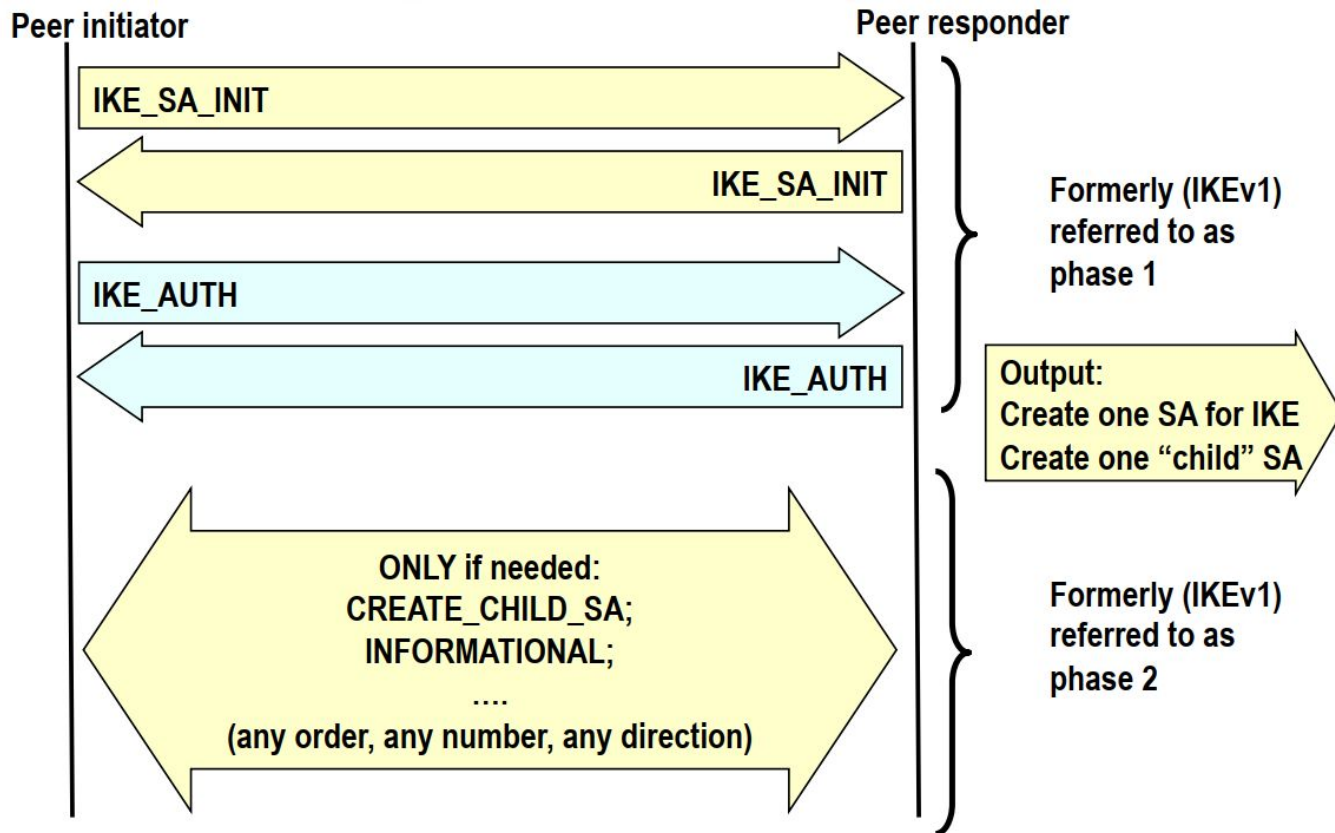 Peer initiator
Peer responder
IKE_SA_INIT
IKE_SA_INIT
Formerly (IKEv1)
referred to as
phase 1
IKE_AUTH
IKE_AUTH
Output:
Create one SA for IKE
Create one “child” SA
ONLY if needed:
CREATE_CHILD_SA;
INFORMATIONAL;
....
(any order, any number, any direction)
Formerly (IKEv1)
referred to as
phase 2